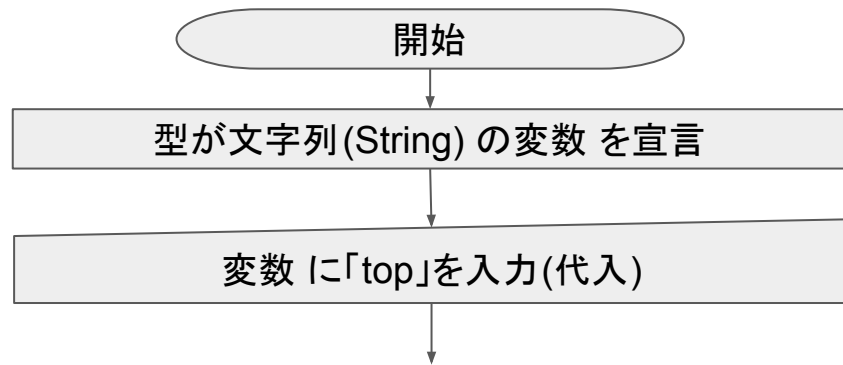 開始
型が文字列(String) の変数 を宣言
変数 に「top」を入力(代入)